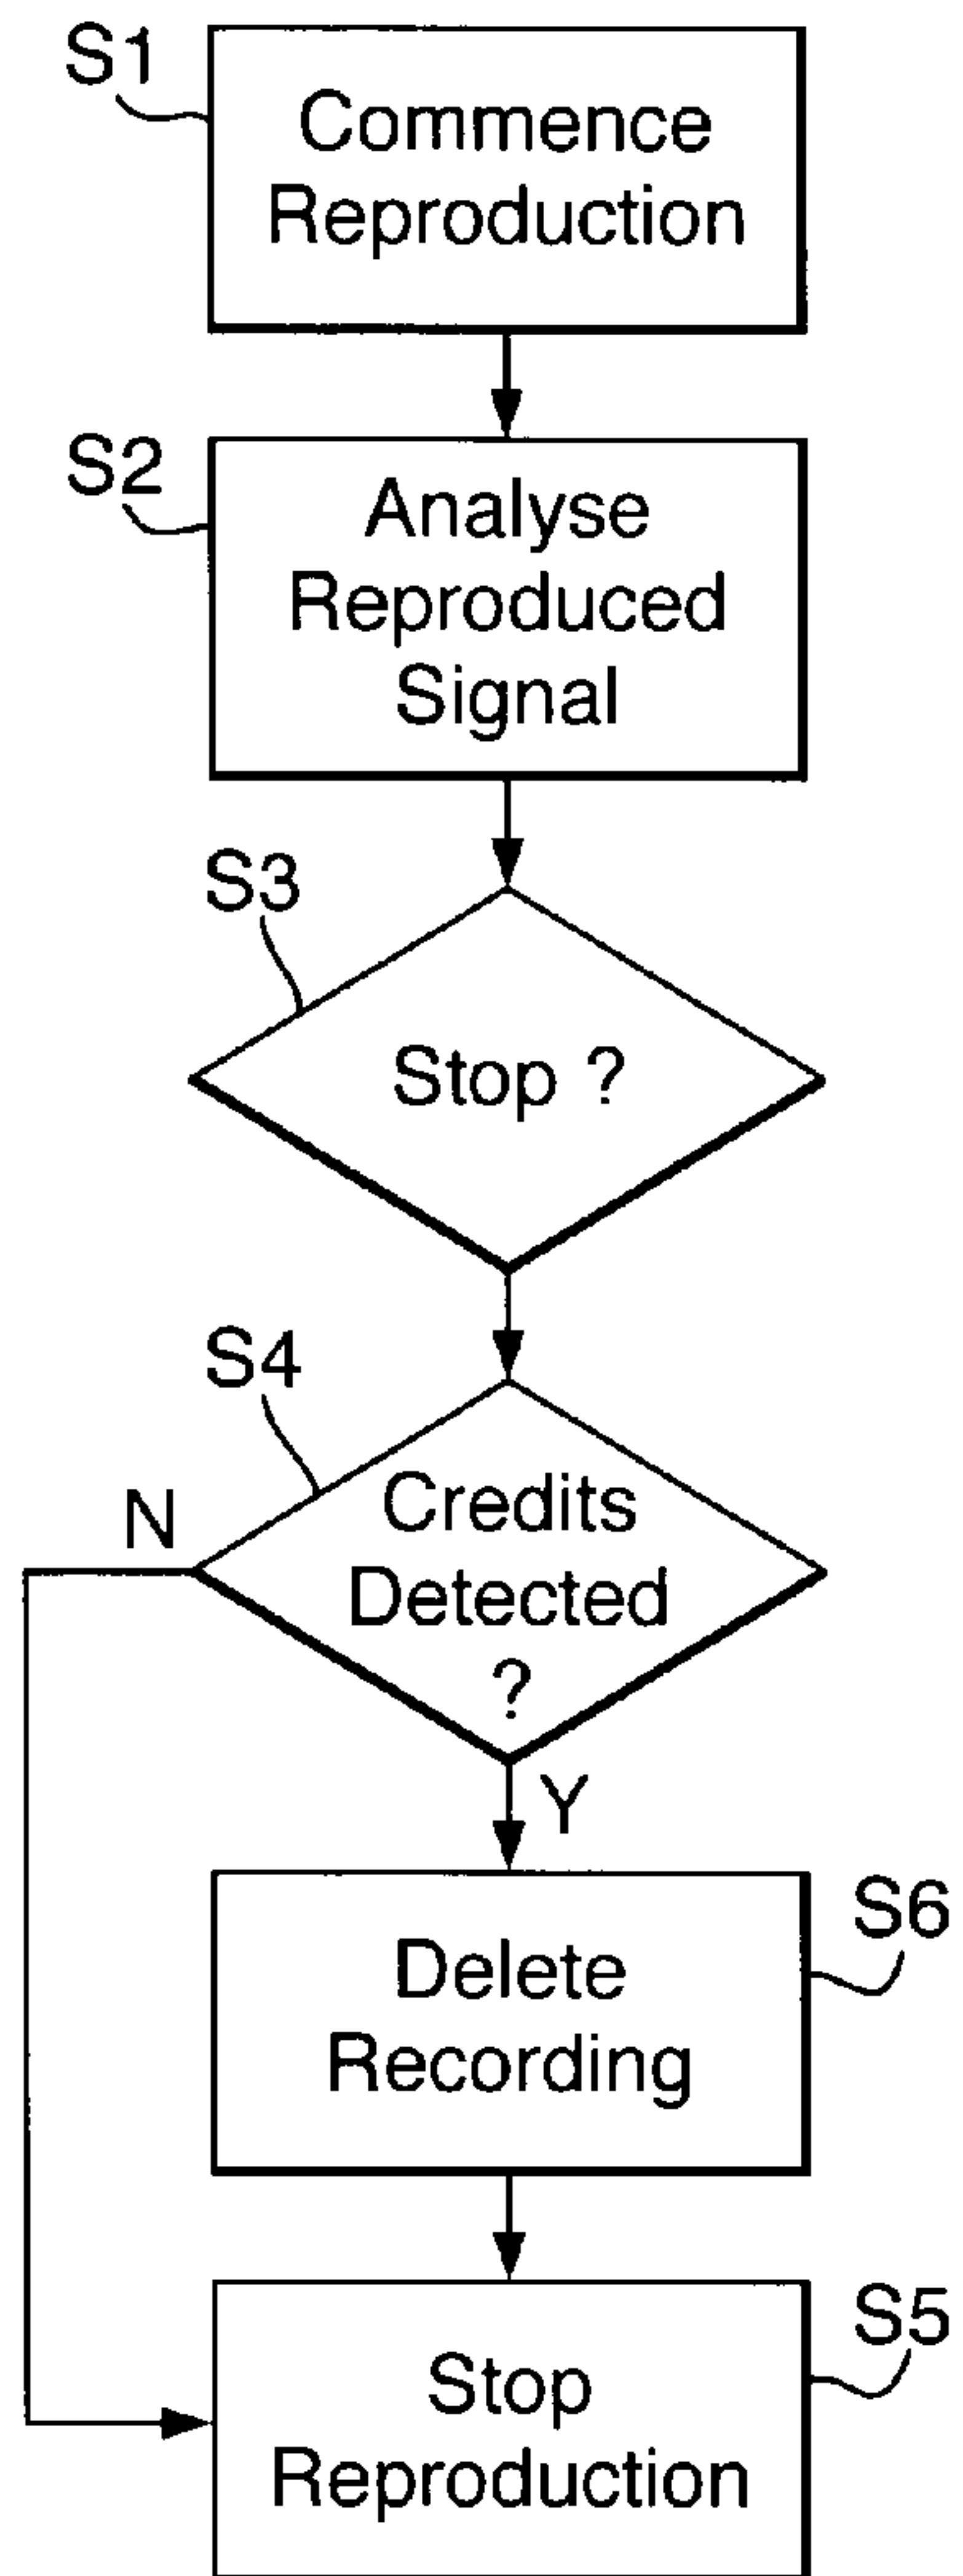 S1
Commence
Reproduction
S2
Analyse
Reproduced
Signal
S3
Stop ?
S4
N
Credits
Detected
?
Y
S6
Delete
Recording
S5
Stop
Reproduction